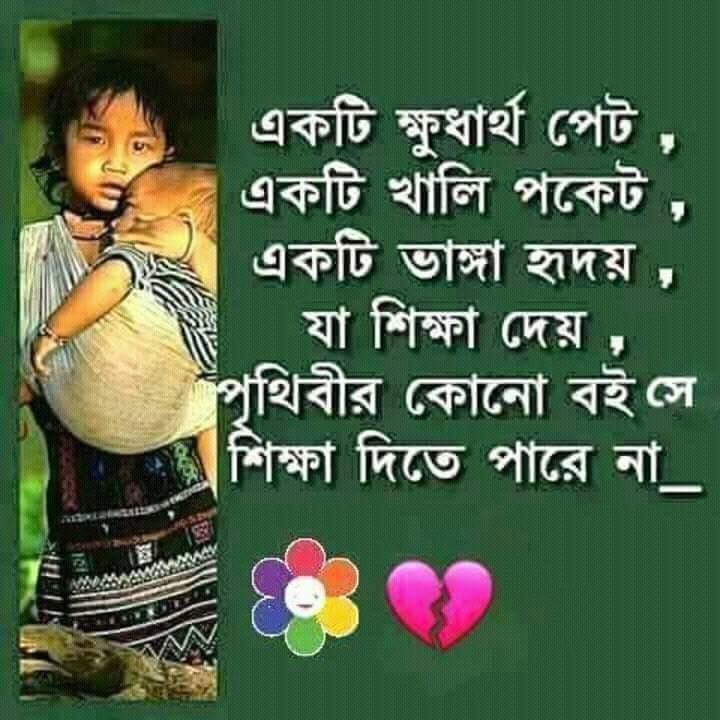 একটি ক্ষুধার্থ পেট ,
একটি খালি পকেট ,
একটি ভাঙ্গা হৃদয় ,
যা শিক্ষা দেয় ,
পৃথিবীর কোনো বই সে
শিক্ষা দিতে পারে না_